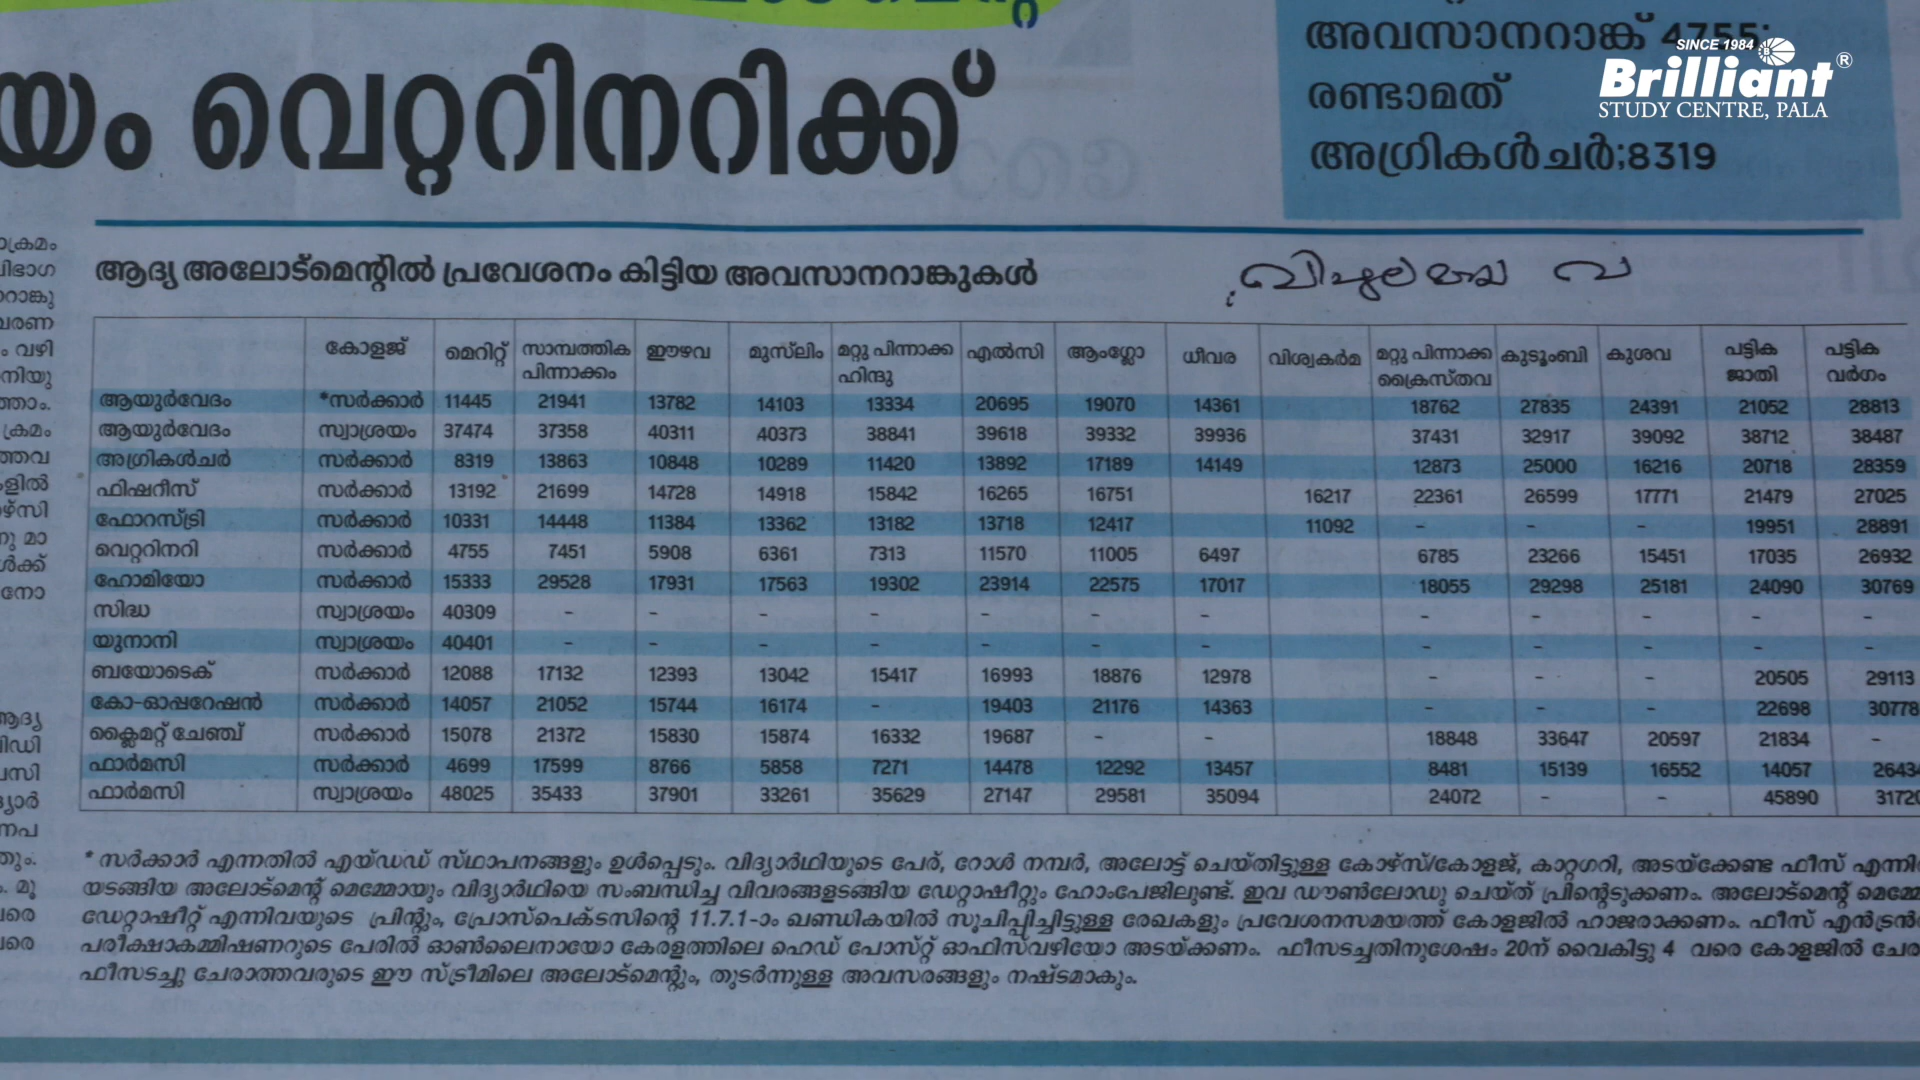 അവസാനറാങ്ക് 4755;
രണ്ടാമത്
അഗ്രികൾചർ;8319
SINCE 1984
Brilliant ®
STUDY CENTRE, PALA
യം വെറ്ററിനറിക്ക്
ആദ്യ അലോട്മെന്റിൽ പ്രവേശനം കിട്ടിയ അവസാനറാങ്കുകൾ
കോളജ് മെറിറ്റ് സാമ്പത്തിക പിന്നാക്കം ഈഴവ മുസ്‌ലിം മറ്റു പിന്നാക്ക ഹിന്ദു എൽസി ആംഗ്ലോ ധീവര വിശ്വകർമ മറ്റു പിന്നാക്ക ക്രൈസ്തവ കുടുംബി കുശവ പട്ടിക ജാതി പട്ടിക വർഗം
ആയുർവേദം *സർക്കാർ 11445 21941 13782 14103 13334 20695 19070 14361 18762 27835 24391 21052 28813
ആയുർവേദം സ്വാശ്രയം 37474 37358 40311 40373 38841 39618 39332 39936 37431 32917 39092 38712 38487
അഗ്രികൾചർ സർക്കാർ 8319 13863 10848 10289 11420 13892 17189 14149 12873 25000 16216 20718 28359
ഫിഷറീസ് സർക്കാർ 13192 21699 14728 14918 15842 16265 16751 16217 22361 26599 17771 21479 27025
ഫോറസ്ട്രി സർക്കാർ 10331 14448 11384 13362 13182 13718 12417 11092 - - - 19951 28891
വെറ്ററിനറി സർക്കാർ 4755 7451 5908 6361 7313 11570 11005 6497 6785 23266 15451 17035 26932
ഹോമിയോ സർക്കാർ 15333 29528 17931 17563 19302 23914 22575 17017 18055 29298 25181 24090 30769
സിദ്ധ സ്വാശ്രയം 40309 - - - - - - - - - - - -
യുനാനി സ്വാശ്രയം 40401 - - - - - - - - - - - -
ബയോടെക് സർക്കാർ 12088 17132 12393 13042 15417 16993 18876 12978 - - - 20505 29113
കോ-ഓപ്പറേഷൻ സർക്കാർ 14057 21052 15744 16174 - 19403 21176 14363 - - - 22698 30778
ക്ലൈമറ്റ് ചേഞ്ച് സർക്കാർ 15078 21372 15830 15874 16332 19687 - - 18848 33647 20597 21834 -
ഫാർമസി സർക്കാർ 4699 17599 8766 5858 7271 14478 12292 13457 8481 15139 16552 14057 2643
ഫാർമസി സ്വാശ്രയം 48025 35433 37901 33261 35629 27147 29581 35094 24072 - - 45890 31720
* സർക്കാർ എന്നതിൽ എയ്ഡഡ് സ്ഥാപനങ്ങളും ഉൾപ്പെടും. വിദ്യാർഥിയുടെ പേര്, റോൾ നമ്പർ, അലോട്ട് ചെയ്തിട്ടുള്ള കോഴ്സ്/കോളജ്, കാറ്റഗറി, അടയ്ക്കേണ്ട ഫീസ് എന്നി
യടങ്ങിയ അലോട്മെന്റ് മെമ്മോയും വിദ്യാർഥിയെ സംബന്ധിച്ച വിവരങ്ങളടങ്ങിയ ഡേറ്റാഷീറ്റും ഹോംപേജിലുണ്ട്. ഇവ ഡൗൺലോഡു ചെയ്ത് പ്രിന്റെടുക്കണം. അലോട്മെന്റ് മെമ്മോ
ഡേറ്റാഷീറ്റ് എന്നിവയുടെ പ്രിന്റും, പ്രോസ്പെക്ടസിന്റെ 11.7.1-ാം ഖണ്ഡികയിൽ സൂചിപ്പിച്ചിട്ടുള്ള രേഖകളും പ്രവേശനസമയത്ത് കോളജിൽ ഹാജരാക്കണം. ഫീസ് എൻട്രൻ
പരീക്ഷാകമ്മിഷണറുടെ പേരിൽ ഓൺലൈനായോ കേരളത്തിലെ ഹെഡ് പോസ്റ്റ് ഓഫിസ്‌വഴിയോ അടയ്ക്കണം. ഫീസടച്ചതിനുശേഷം 20ന് വൈകിട്ടു 4 വരെ കോളജിൽ ചേര
ഫീസടച്ചു ചേരാത്തവരുടെ ഈ സ്ട്രീമിലെ അലോട്മെന്റും, തുടർന്നുള്ള അവസരങ്ങളും നഷ്ടമാകും.